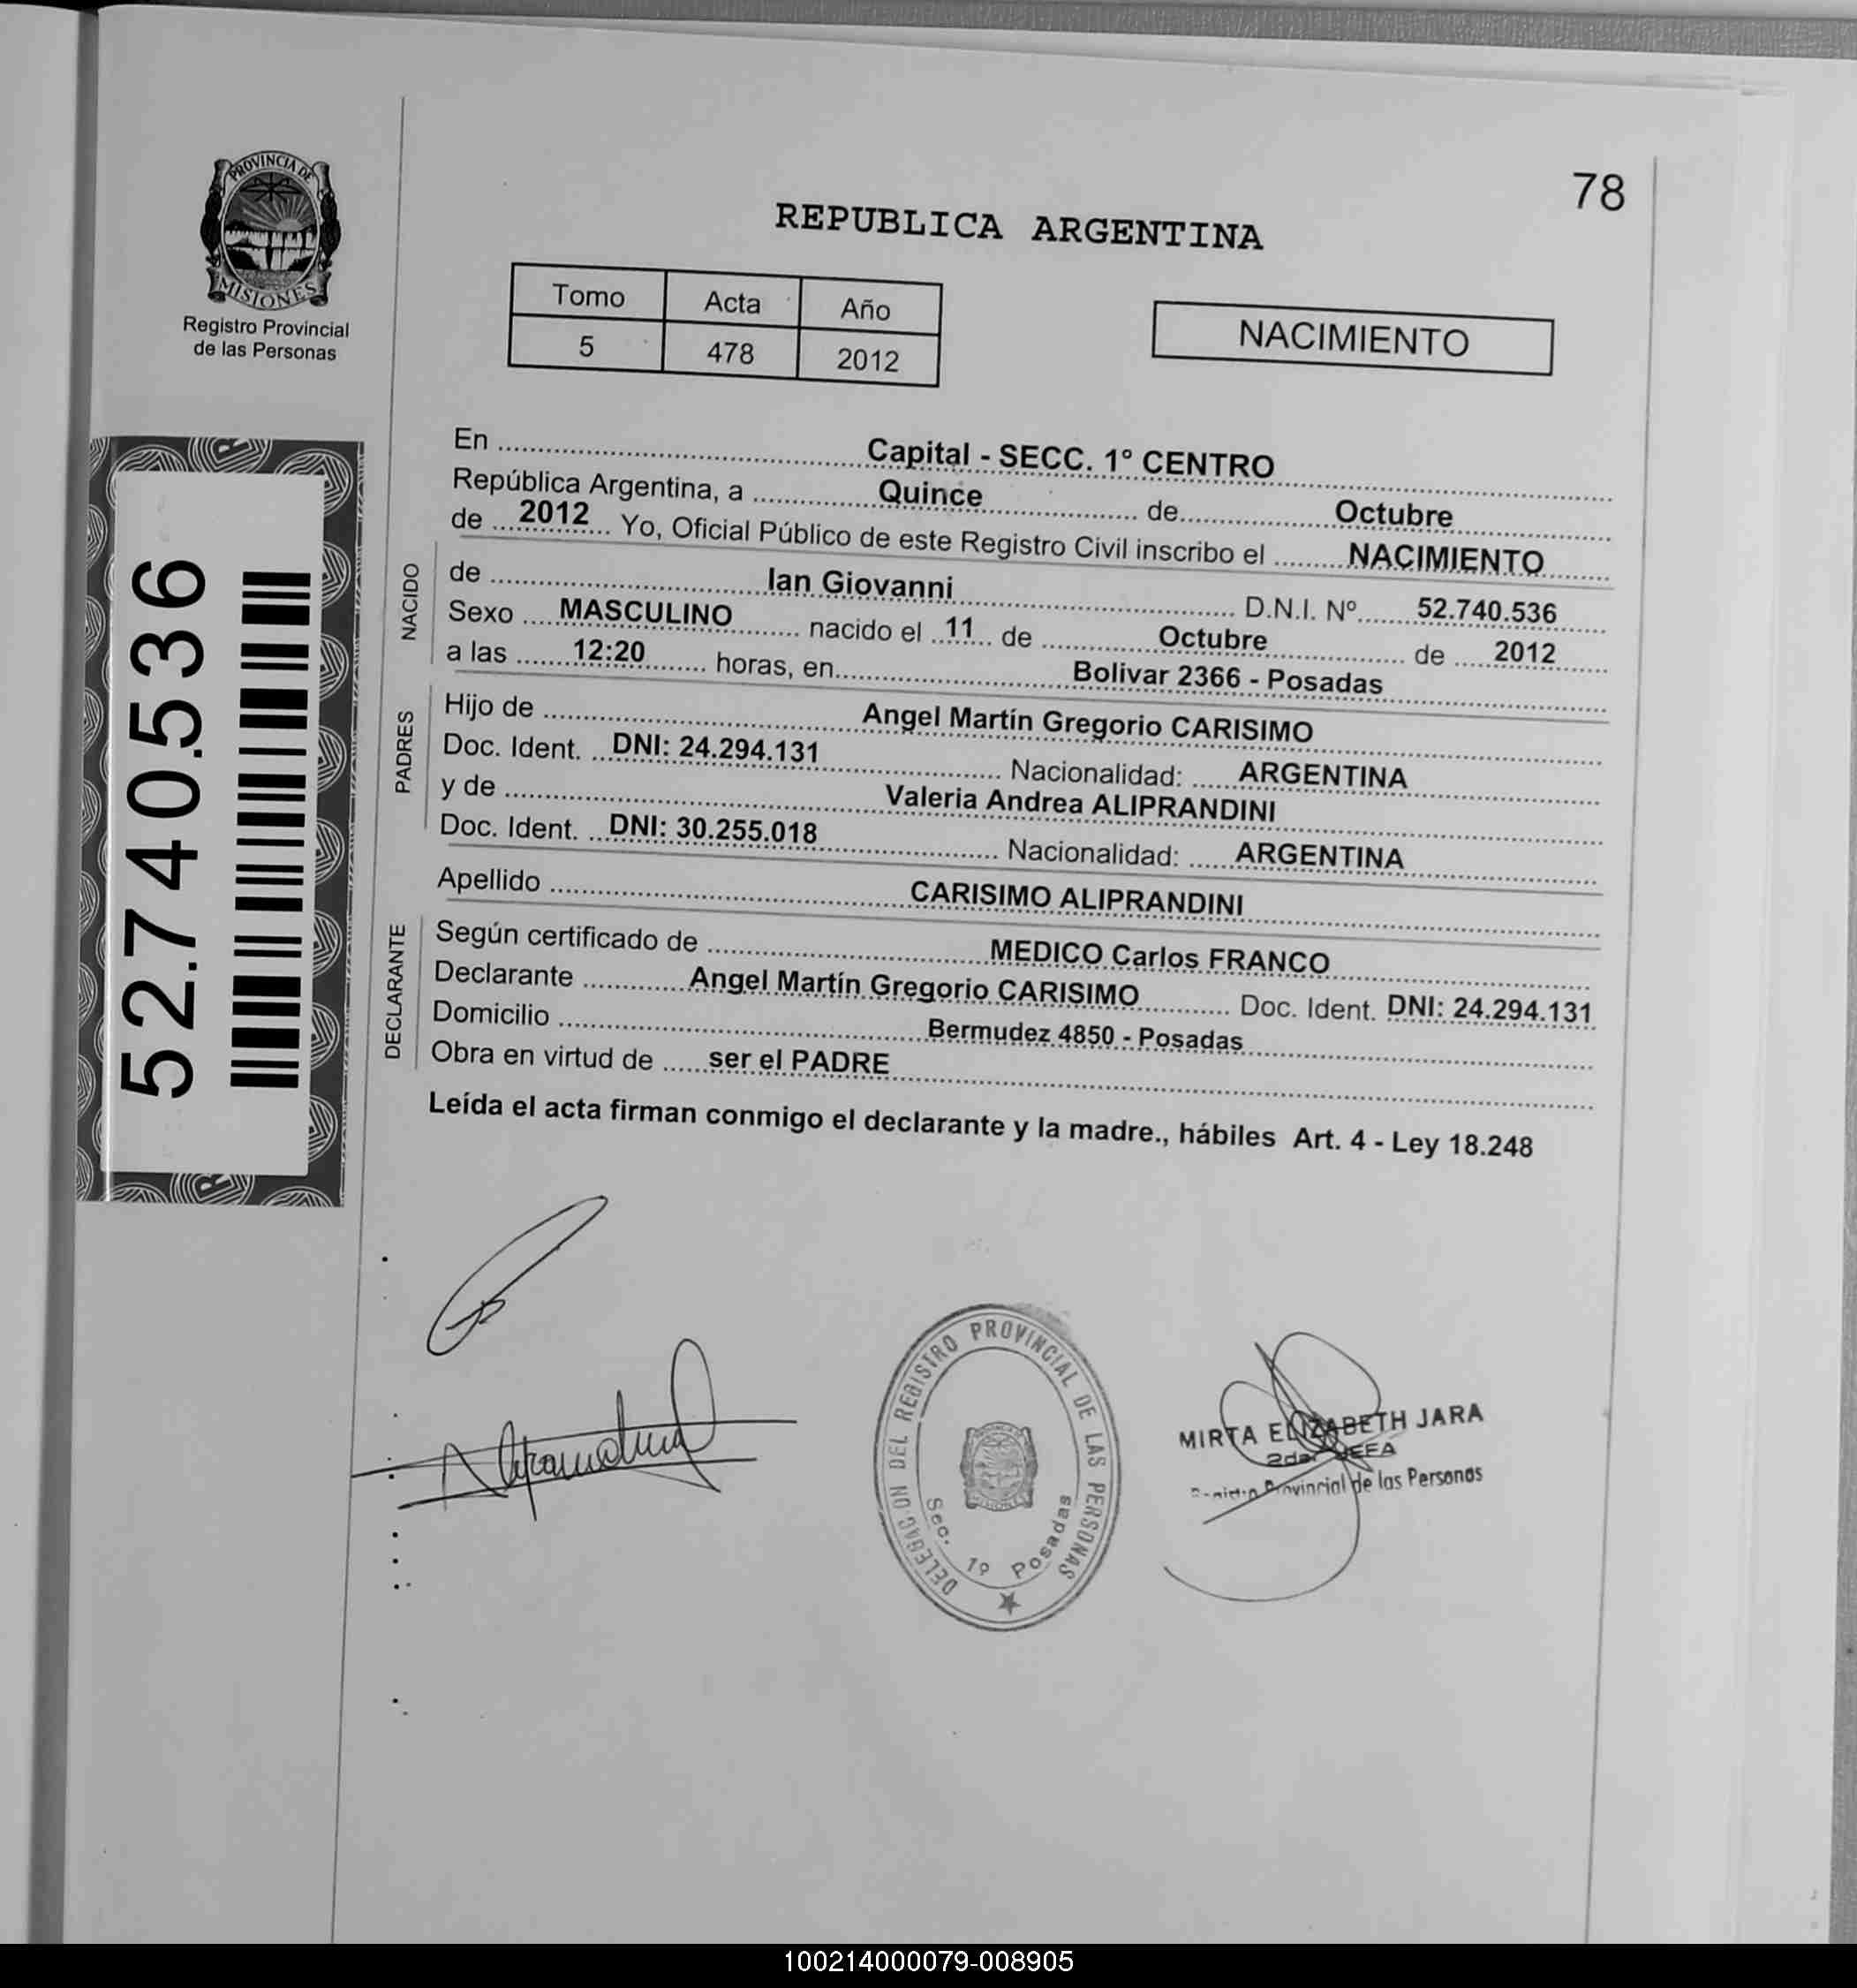 PROVINCIA DE
MISIONES
Registro Provincial
de las Personas
78
REPUBLICA ARGENTINA
Tomo Acta Año
5 478 2012
NACIMIENTO
52.740.536
En Capital - SECC. 1° CENTRO
República Argentina, a Quince de Octubre
de 2012 Yo, Oficial Público de este Registro Civil inscribo el NACIMIENTO
NACIDO
de Ian Giovanni D.N.I. Nº 52.740.536
Sexo MASCULINO nacido el 11 de Octubre de 2012
a las 12:20 horas, en Bolivar 2366 - Posadas
PADRES
Hijo de Angel Martín Gregorio CARISIMO
Doc. Ident. DNI: 24.294.131 Nacionalidad: ARGENTINA
y de Valeria Andrea ALIPRANDINI
Doc. Ident. DNI: 30.255.018 Nacionalidad: ARGENTINA
Apellido CARISIMO ALIPRANDINI
DECLARANTE
Según certificado de MEDICO Carlos FRANCO
Declarante Angel Martín Gregorio CARISIMO Doc. Ident. DNI: 24.294.131
Domicilio Bermudez 4850 - Posadas
Obra en virtud de ser el PADRE
Leída el acta firman conmigo el declarante y la madre., hábiles Art. 4 - Ley 18.248
DELEGACION DEL REGISTRO PROVINCIAL DE LAS PERSONAS
Sec. 1º Posadas
MIRTA ELIZABETH JARA
2da. JEFA
Registro Provincial de las Personas
100214000079-008905